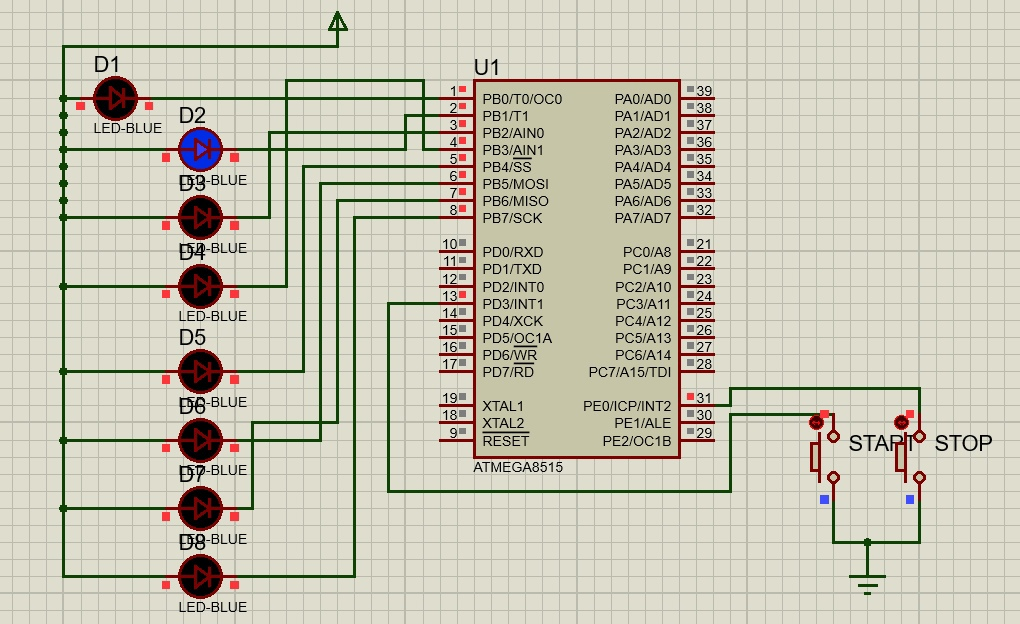 D1
LED-BLUE
D2
LED-BLUE
D3
LED-BLUE
D4
LED-BLUE
D5
LED-BLUE
D6
LED-BLUE
D7
LED-BLUE
D8
LED-BLUE
U1
1 PB0/T0/OC0 PA0/AD0 39
2 PB1/T1 PA1/AD1 38
3 PB2/AIN0 PA2/AD2 37
4 PB3/AIN1 PA3/AD3 36
5 PB4/SS PA4/AD4 35
6 PB5/MOSI PA5/AD5 34
7 PB6/MISO PA6/AD6 33
8 PB7/SCK PA7/AD7 32
10 PD0/RXD PC0/A8 21
11 PD1/TXD PC1/A9 22
12 PD2/INT0 PC2/A10 23
13 PD3/INT1 PC3/A11 24
14 PD4/XCK PC4/A12 25
15 PD5/OC1A PC5/A13 26
16 PD6/WR PC6/A14 27
17 PD7/RD PC7/A15/TDI 28
19 XTAL1 PE0/ICP/INT2 31
18 XTAL2 PE1/ALE 30
9 RESET PE2/OC1B 29
ATMEGA8515
START
STOP